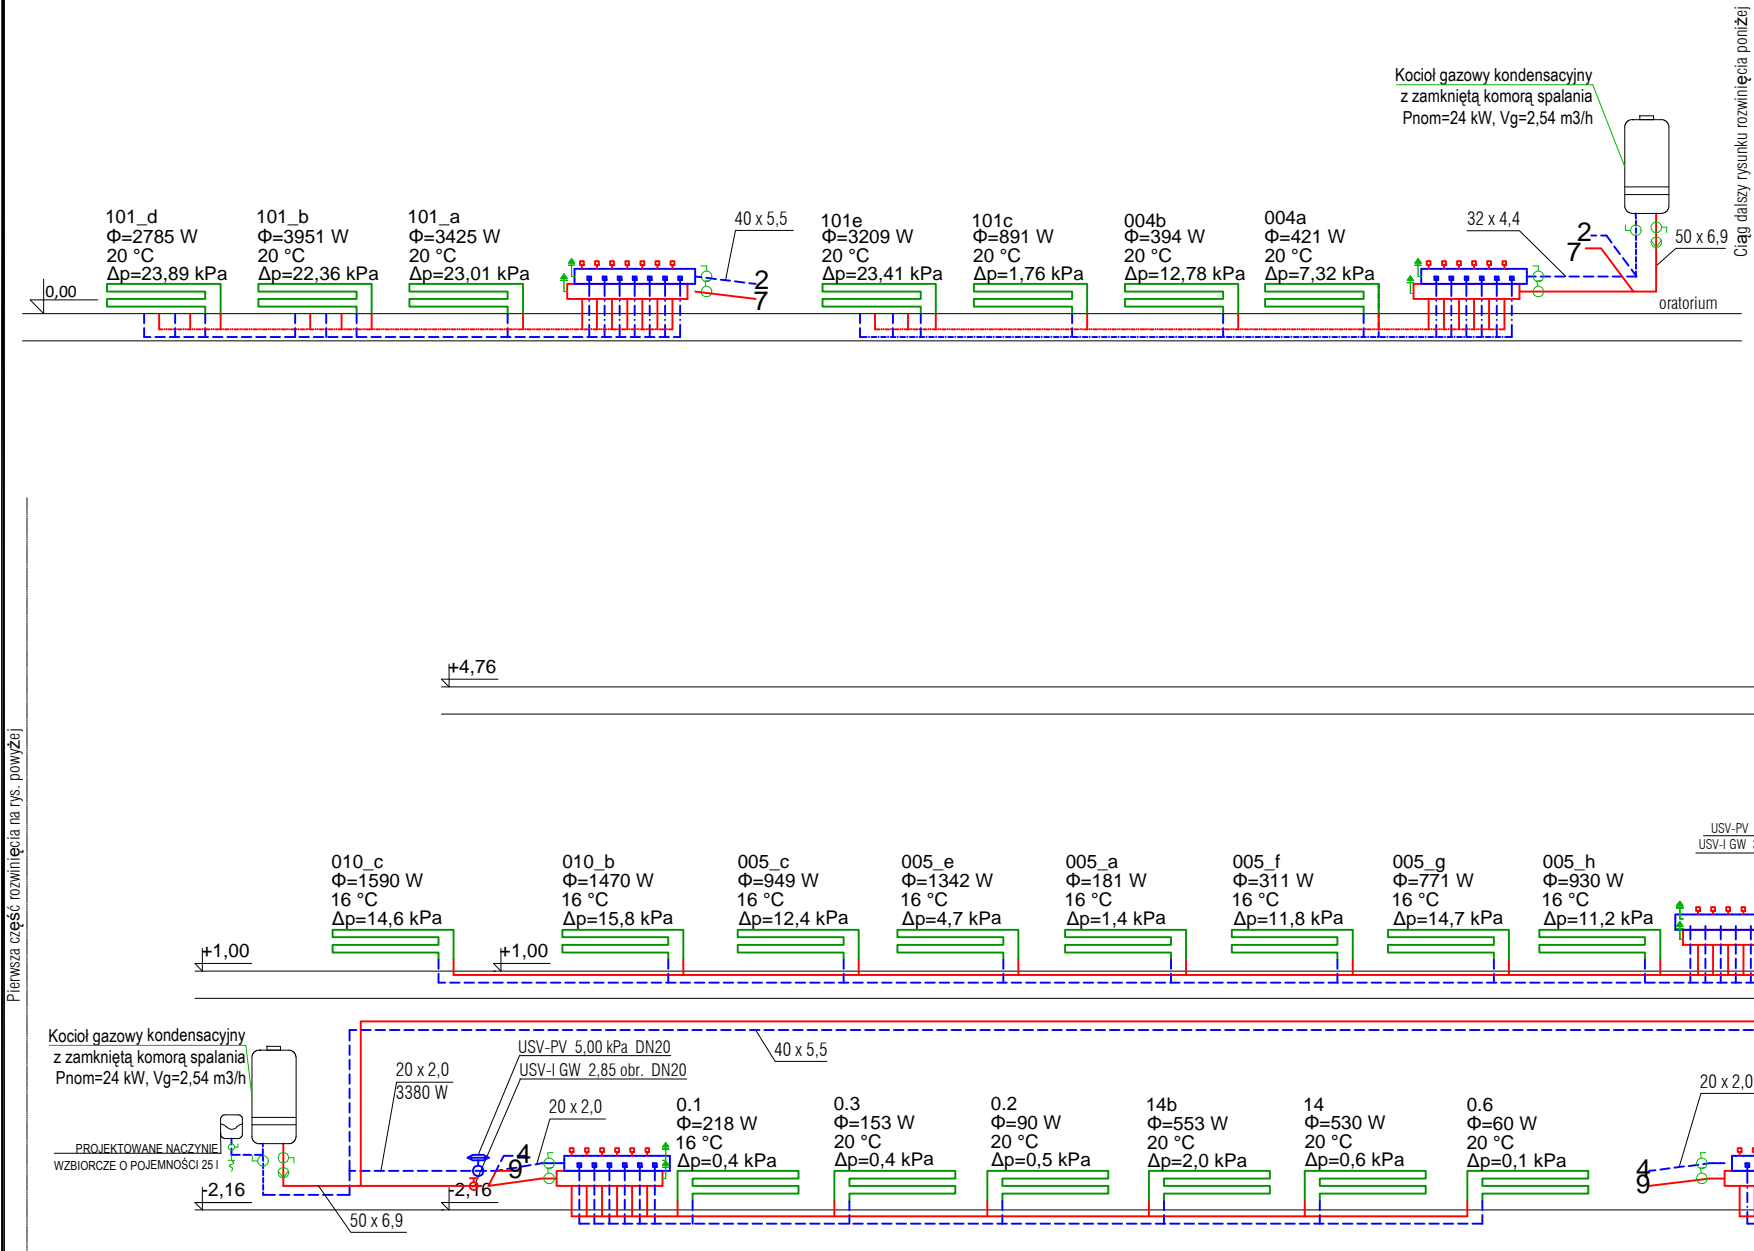 Ciąg dalszy rysunku rozwinięcia poniżej
Kocioł gazowy kondensacyjny
z zamkniętą komorą spalania
Pnom=24 kW, Vg=2,54 m3/h
101_d
Φ=2785 W
20 °C
Δp=23,89 kPa
101_b
Φ=3951 W
20 °C
Δp=22,36 kPa
101_a
Φ=3425 W
20 °C
Δp=23,01 kPa
40 x 5,5
2
7
101e
Φ=3209 W
20 °C
Δp=23,41 kPa
101c
Φ=891 W
20 °C
Δp=1,76 kPa
004b
Φ=394 W
20 °C
Δp=12,78 kPa
004a
Φ=421 W
20 °C
Δp=7,32 kPa
32 x 4,4
2
7
50 x 6,9
0,00
oratorium
+4,76
Pierwsza część rozwinięcia na rys. powyżej
USV-PV
USV-I GW
010_c
Φ=1590 W
16 °C
Δp=14,6 kPa
010_b
Φ=1470 W
16 °C
Δp=15,8 kPa
005_c
Φ=949 W
16 °C
Δp=12,4 kPa
005_e
Φ=1342 W
16 °C
Δp=4,7 kPa
005_a
Φ=181 W
16 °C
Δp=1,4 kPa
005_f
Φ=311 W
16 °C
Δp=11,8 kPa
005_g
Φ=771 W
16 °C
Δp=14,7 kPa
005_h
Φ=930 W
16 °C
Δp=11,2 kPa
+1,00
+1,00
Kocioł gazowy kondensacyjny
z zamkniętą komorą spalania
Pnom=24 kW, Vg=2,54 m3/h
USV-PV 5,00 kPa DN20
USV-I GW 2,85 obr. DN20
40 x 5,5
20 x 2,0
3380 W
20 x 2,0
20 x 2,0
PROJEKTOWANE NACZYNIE
WZBIORCZE O POJEMNOŚCI 25 l
4
9
0.1
Φ=218 W
16 °C
Δp=0,4 kPa
0.3
Φ=153 W
20 °C
Δp=0,4 kPa
0.2
Φ=90 W
20 °C
Δp=0,5 kPa
14b
Φ=553 W
20 °C
Δp=2,0 kPa
14
Φ=530 W
20 °C
Δp=0,6 kPa
0.6
Φ=60 W
20 °C
Δp=0,1 kPa
4
9
-2,16
-2,16
50 x 6,9